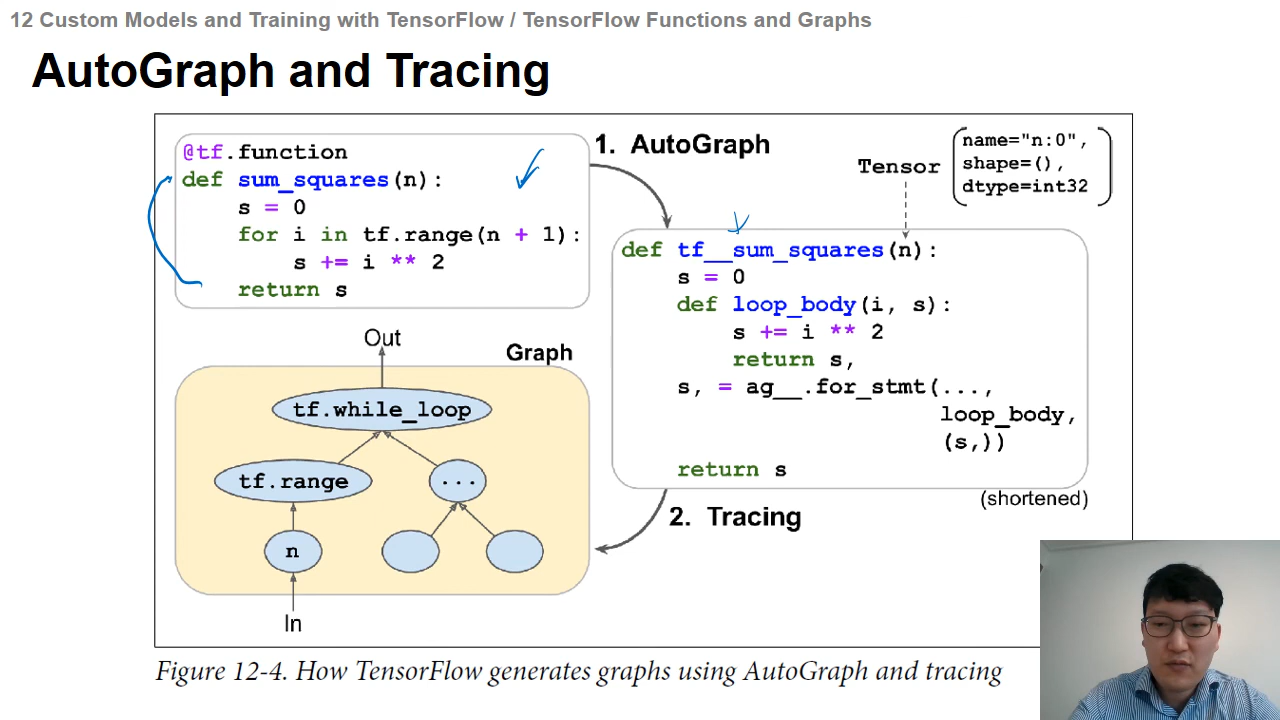 12 Custom Models and Training with TensorFlow / TensorFlow Functions and Graphs
AutoGraph and Tracing
@tf.function
def sum_squares(n):
    s = 0
    for i in tf.range(n + 1):
        s += i ** 2
    return s
1. AutoGraph
Tensor
name="n:0",
shape=(),
dtype=int32
def tf__sum_squares(n):
    s = 0
    def loop_body(i, s):
        s += i ** 2
        return s,
    s, = ag__.for_stmt(...,
loop_body,
(s,))
    return s
(shortened)
2. Tracing
Graph
Out
tf.while_loop
tf.range
...
n
In
Figure 12-4. How TensorFlow generates graphs using AutoGraph and tracing